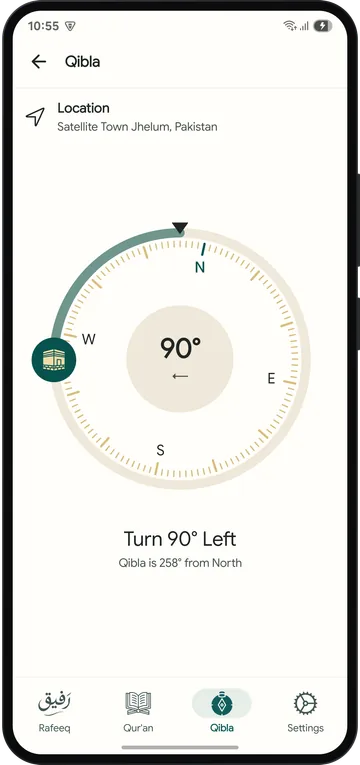 10:55
Qibla
Location
Satellite Town Jhelum, Pakistan
N
W
90°
←
E
S
Turn 90° Left
Qibla is 258° from North
رفيق
Rafeeq
Qur'an
Qibla
Settings